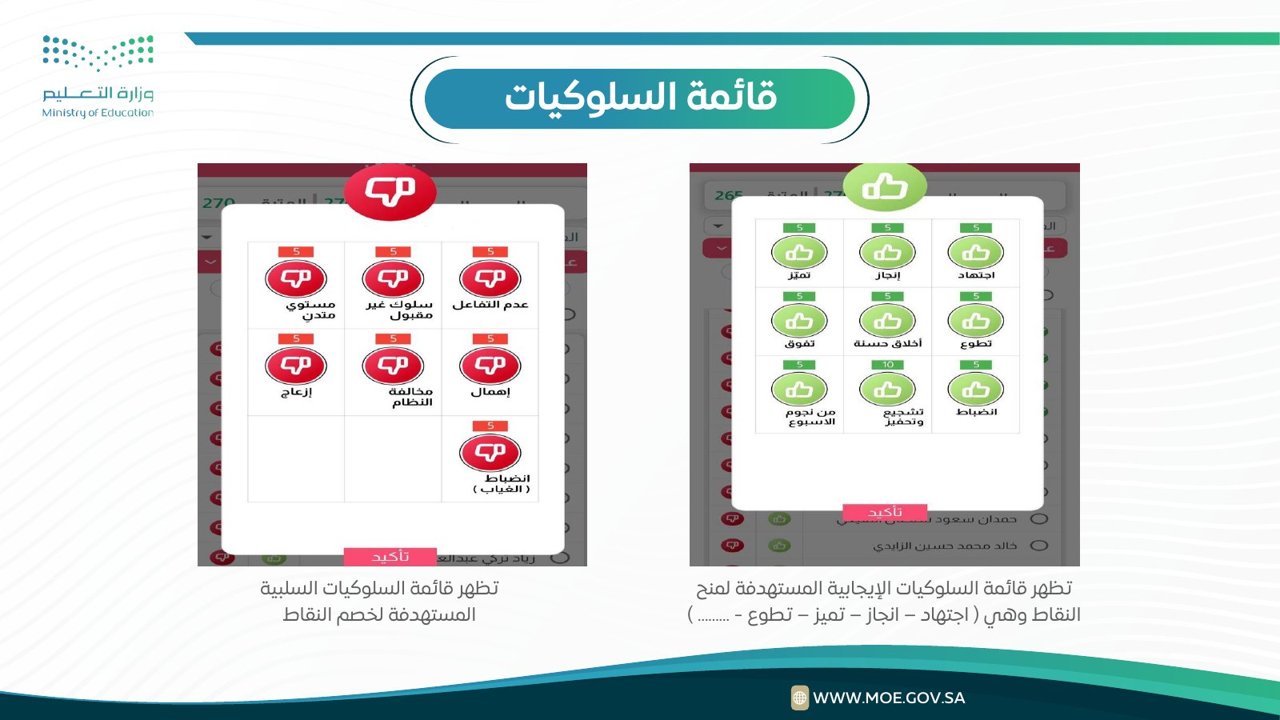 وزارة التعليم
Ministry of Education
قائمة السلوكيات
265
5
5
5
اجتهاد
إنجاز
تميّز
5
5
5
تطوع
أخلاق حسنة
تفوق
5
10
5
انضباط
تشجيع وتحفيز
من نجوم الاسبوع
تأكيد
حمدان سعود
خالد محمد حسين الزايدي
تظهر قائمة السلوكيات الإيجابية المستهدفة لمنح
النقاط وهي ( اجتهاد – انجاز – تميز – تطوع - ......... )
270
5
5
5
عدم التفاعل
سلوك غير مقبول
مستوي متدن
5
5
5
إهمال
مخالفة النظام
إزعاج
5
انضباط
( الغياب )
تأكيد
زياد تركي
تظهر قائمة السلوكيات السلبية
المستهدفة لخصم النقاط
WWW.MOE.GOV.SA